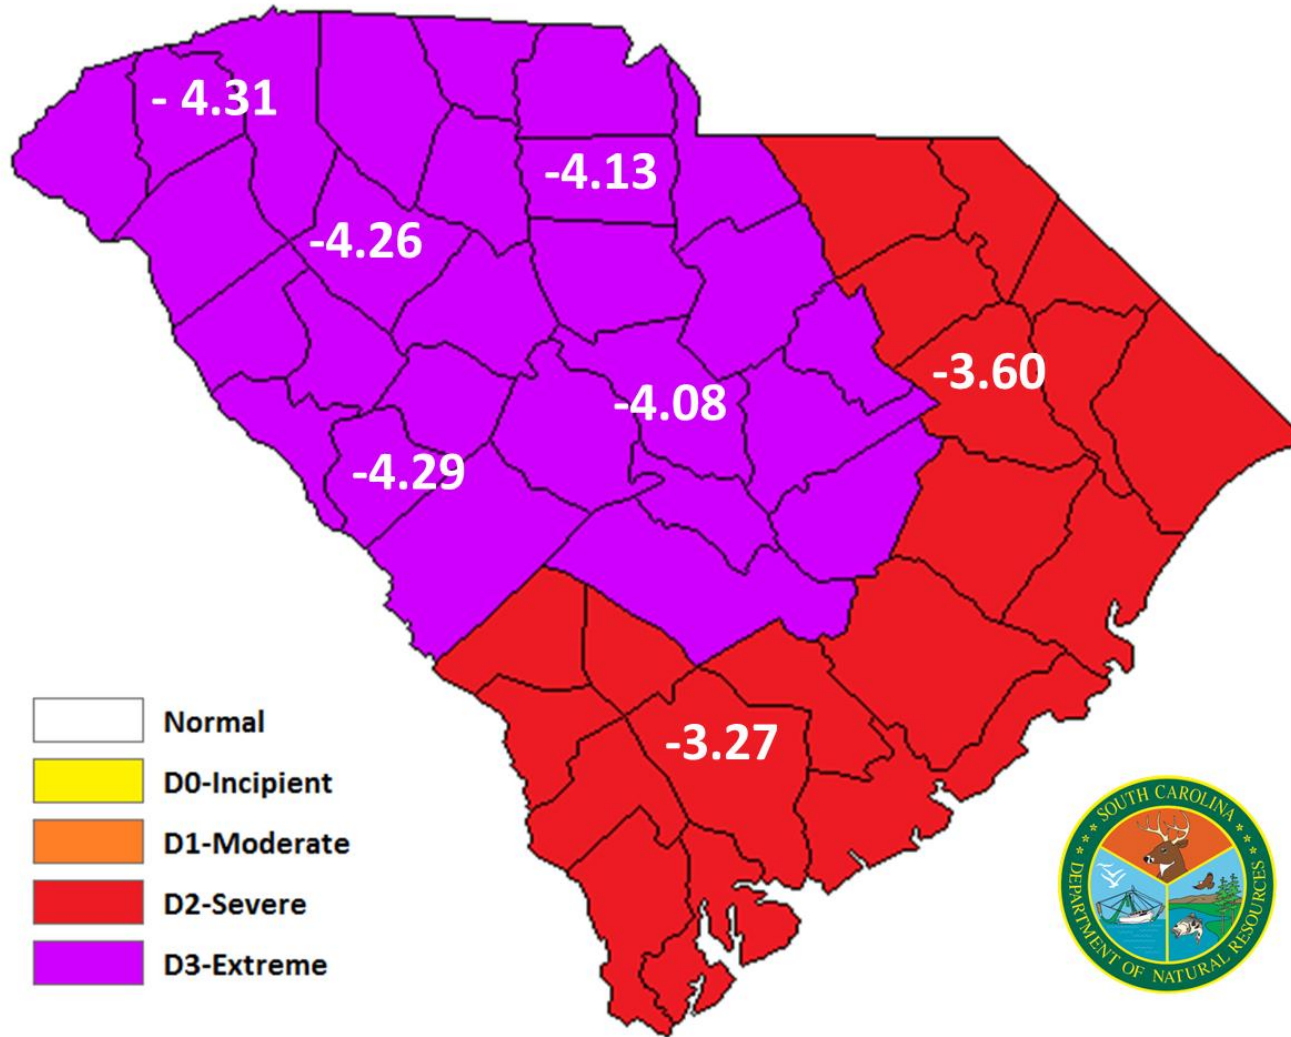 - 4.31
-4.13
-4.26
-3.60
-4.08
-4.29
-3.27
Normal
D0-Incipient
D1-Moderate
D2-Severe
D3-Extreme
SOUTH CAROLINA
DEPARTMENT OF NATURAL RESOURCES